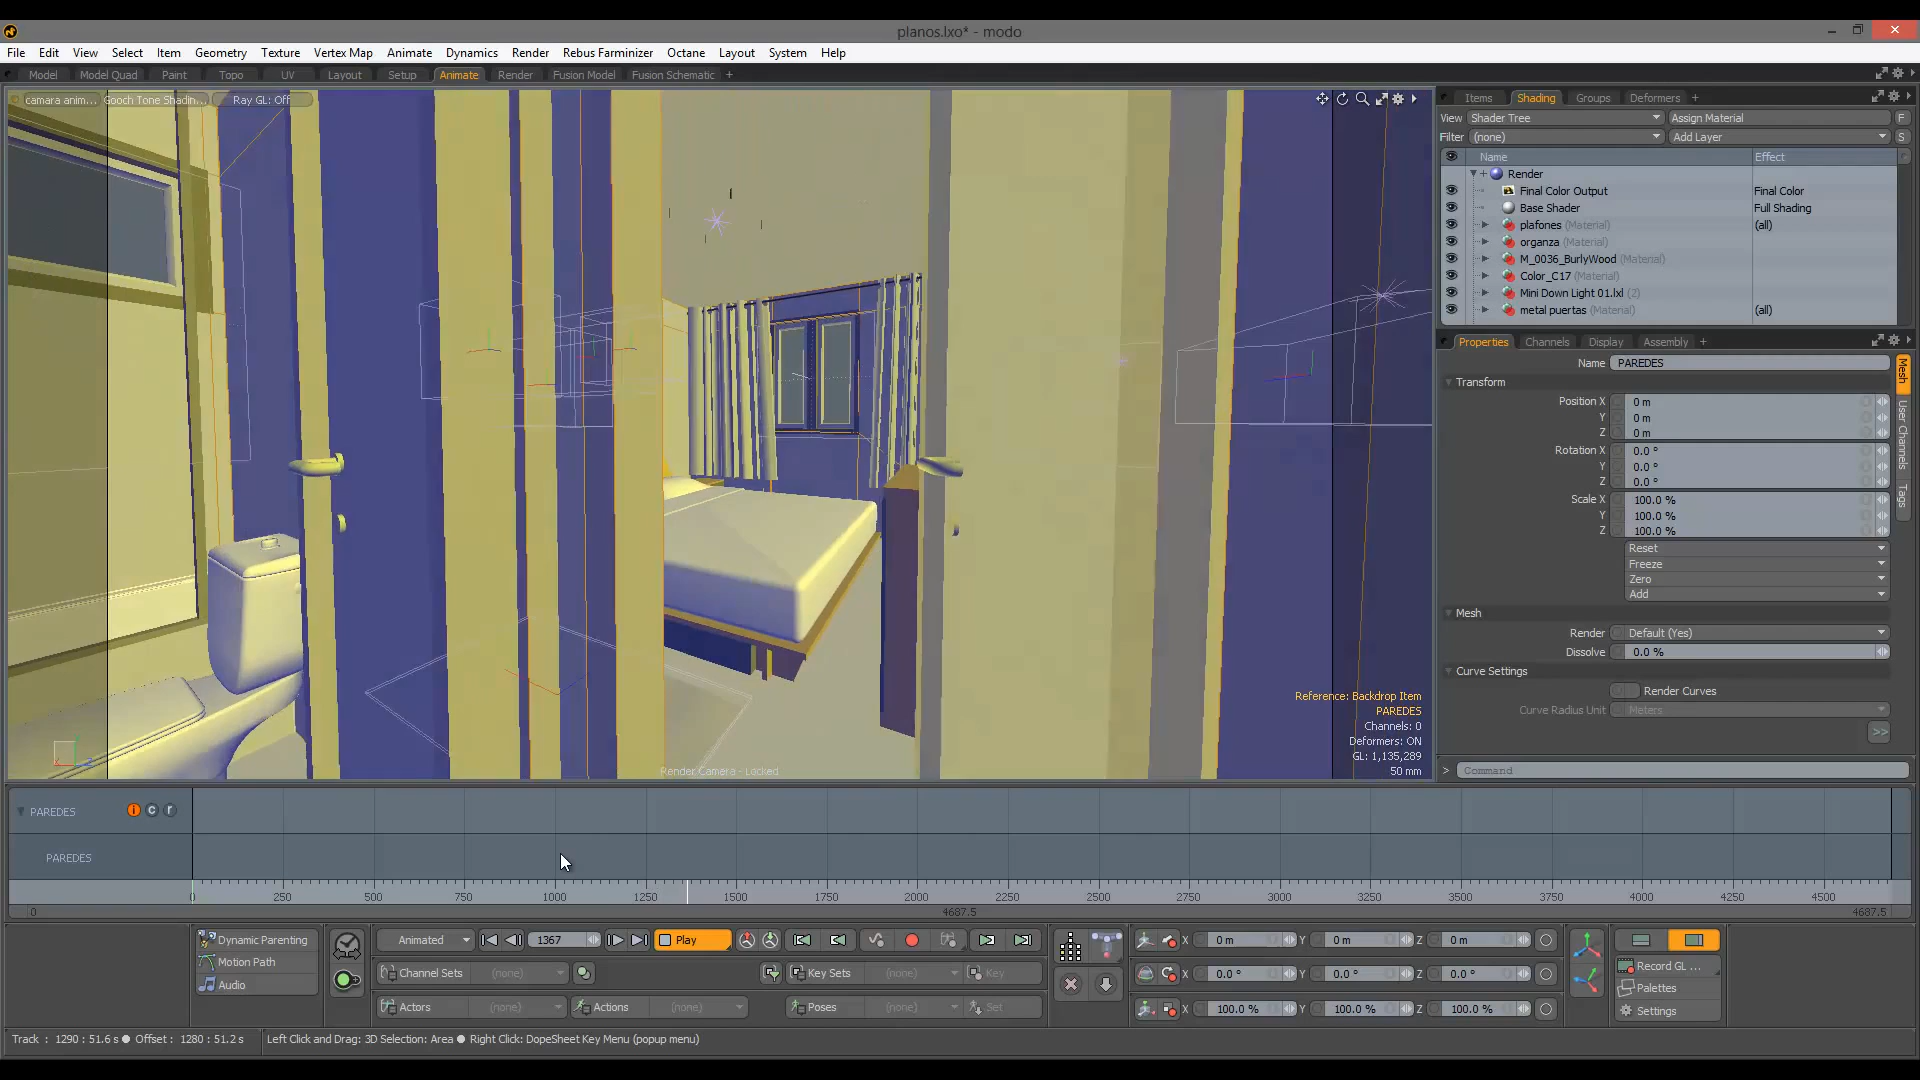 planos.lxo* - modo
File Edit View Select Item Geometry Texture Vertex Map Animate Dynamics Render Rebus Farminizer Octane Layout System Help
Model Model Quad Paint Topo UV Layout Setup Animate Render Fusion Model Fusion Schematic +
camara anim... Gooch Tone Shadin... Ray GL: Off
Items Shading Groups Deformers +
View Shader Tree Assign Material F
Filter (none) Add Layer S
Name Effect
Render
Final Color Output Final Color
Base Shader Full Shading
plafones (Material) (all)
organza (Material)
M_0036_BurlyWood (Material)
Color_C17 (Material)
Mini Down Light 01.lxl (2)
metal puertas (Material) (all)
Properties Channels Display Assembly +
Name PAREDES
Transform
Position X 0 m
Y 0 m
Z 0 m
Rotation X 0.0 °
Y 0.0 °
Z 0.0 °
Scale X 100.0 %
Y 100.0 %
Z 100.0 %
Reset
Freeze
Zero
Add
Mesh
Render Default (Yes)
Dissolve 0.0 %
Curve Settings
Render Curves
Curve Radius Unit Meters
>>
Mesh
User Channels
Tags
> Command
Reference: Backdrop Item
PAREDES
Channels: 0
Deformers: ON
GL: 1,135,289
50 mm
Render Camera - Locked
PAREDES i c r
PAREDES
0 250 500 750 1000 1250 1500 1750 2000 2250 2500 2750 3000 3250 3500 3750 4000 4250 4500
0 4687.5 4687.5
Dynamic Parenting
Motion Path
Audio
Animated 1367 Play
Channel Sets (none) Key Sets (none) Key
Actors (none) Actions (none) Poses (none) Set
X 0 m Y 0 m Z 0 m
X 0.0 ° Y 0.0 ° Z 0.0 °
X 100.0 % Y 100.0 % Z 100.0 %
Record GL ...
Palettes
Settings
Track : 1290 : 51.6 s Offset : 1280 : 51.2 s Left Click and Drag: 3D Selection: Area Right Click: DopeSheet Key Menu (popup menu)